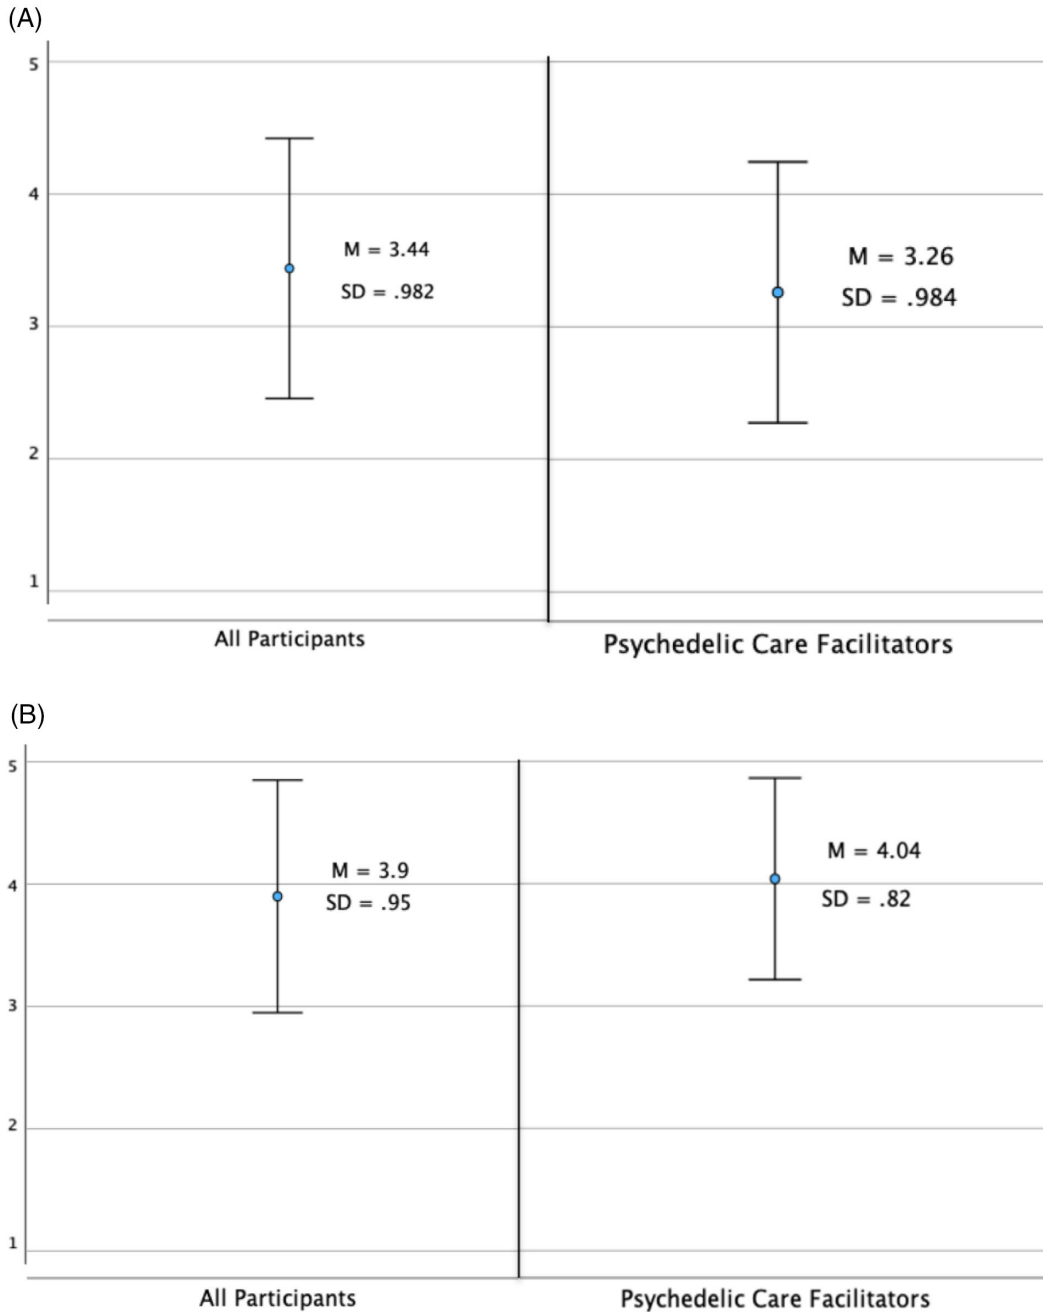 (A)
5
4
3
2
1
M = 3.44
SD = .982
M = 3.26
SD = .984
All Participants
Psychedelic Care Facilitators
(B)
5
4
3
2
1
M = 3.9
SD = .95
M = 4.04
SD = .82
All Participants
Psychedelic Care Facilitators